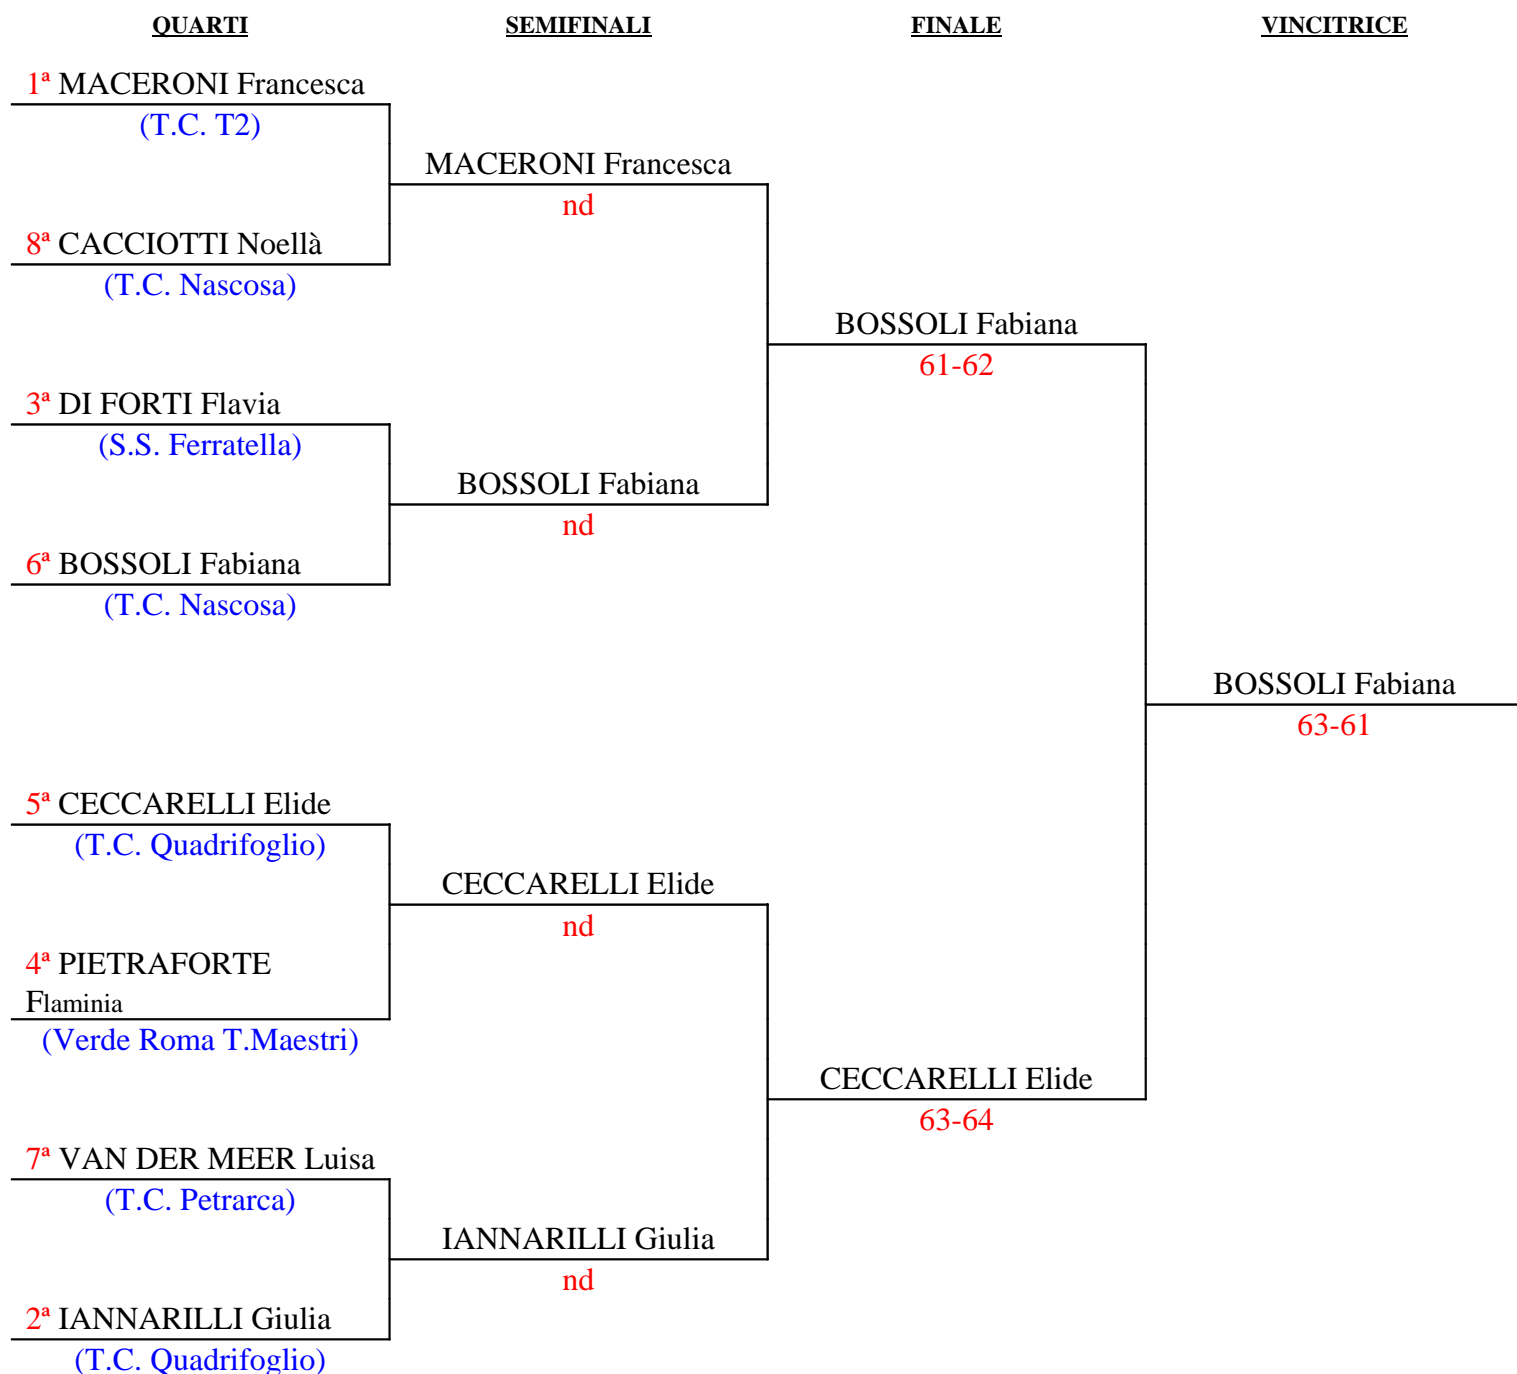 QUARTI SEMIFINALI FINALE VINCITRICE
1ª MACERONI Francesca
(T.C. T2)
MACERONI Francesca
nd
8ª CACCIOTTI Noellà
(T.C. Nascosa)
BOSSOLI Fabiana
61-62
3ª DI FORTI Flavia
(S.S. Ferratella)
BOSSOLI Fabiana
nd
6ª BOSSOLI Fabiana
(T.C. Nascosa)
BOSSOLI Fabiana
63-61
5ª CECCARELLI Elide
(T.C. Quadrifoglio)
CECCARELLI Elide
nd
4ª PIETRAFORTE
Flaminia
(Verde Roma T.Maestri)
CECCARELLI Elide
63-64
7ª VAN DER MEER Luisa
(T.C. Petrarca)
IANNARILLI Giulia
nd
2ª IANNARILLI Giulia
(T.C. Quadrifoglio)